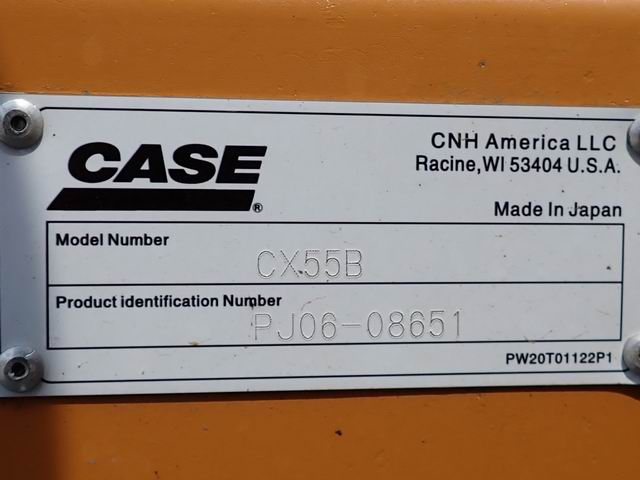 CASE®
CNH America LLC
Racine,WI 53404 U.S.A.
Made In Japan
Model Number
CX55B
Product identification Number
PJ06-08651
PW20T01122P1